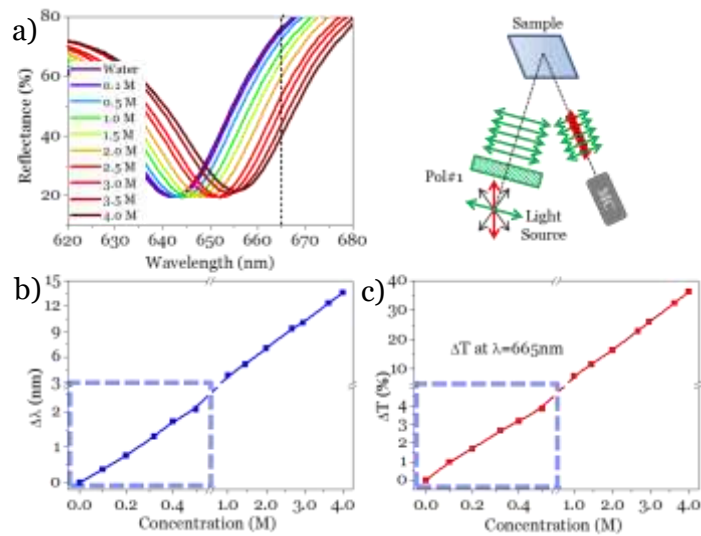 a)
80
60
40
20
Reflectance (%)
Water
0.1 M
0.5 M
1.0 M
1.5 M
2.0 M
2.5 M
3.0 M
3.5 M
4.0 M
620 630 640 650 660 670 680
Wavelength (nm)
Sample
Pol#1
Light
Source
b)
15
12
9
6
3
2
1
0
Δλ (nm)
0.0 0.2 0.4 1.0 2.0 3.0 4.0
Concentration (M)
c)
40
30
20
10
4
3
2
1
0
ΔT (%)
ΔT at λ=665nm
0.0 0.2 0.4 1.0 2.0 3.0 4.0
Concentration (M)